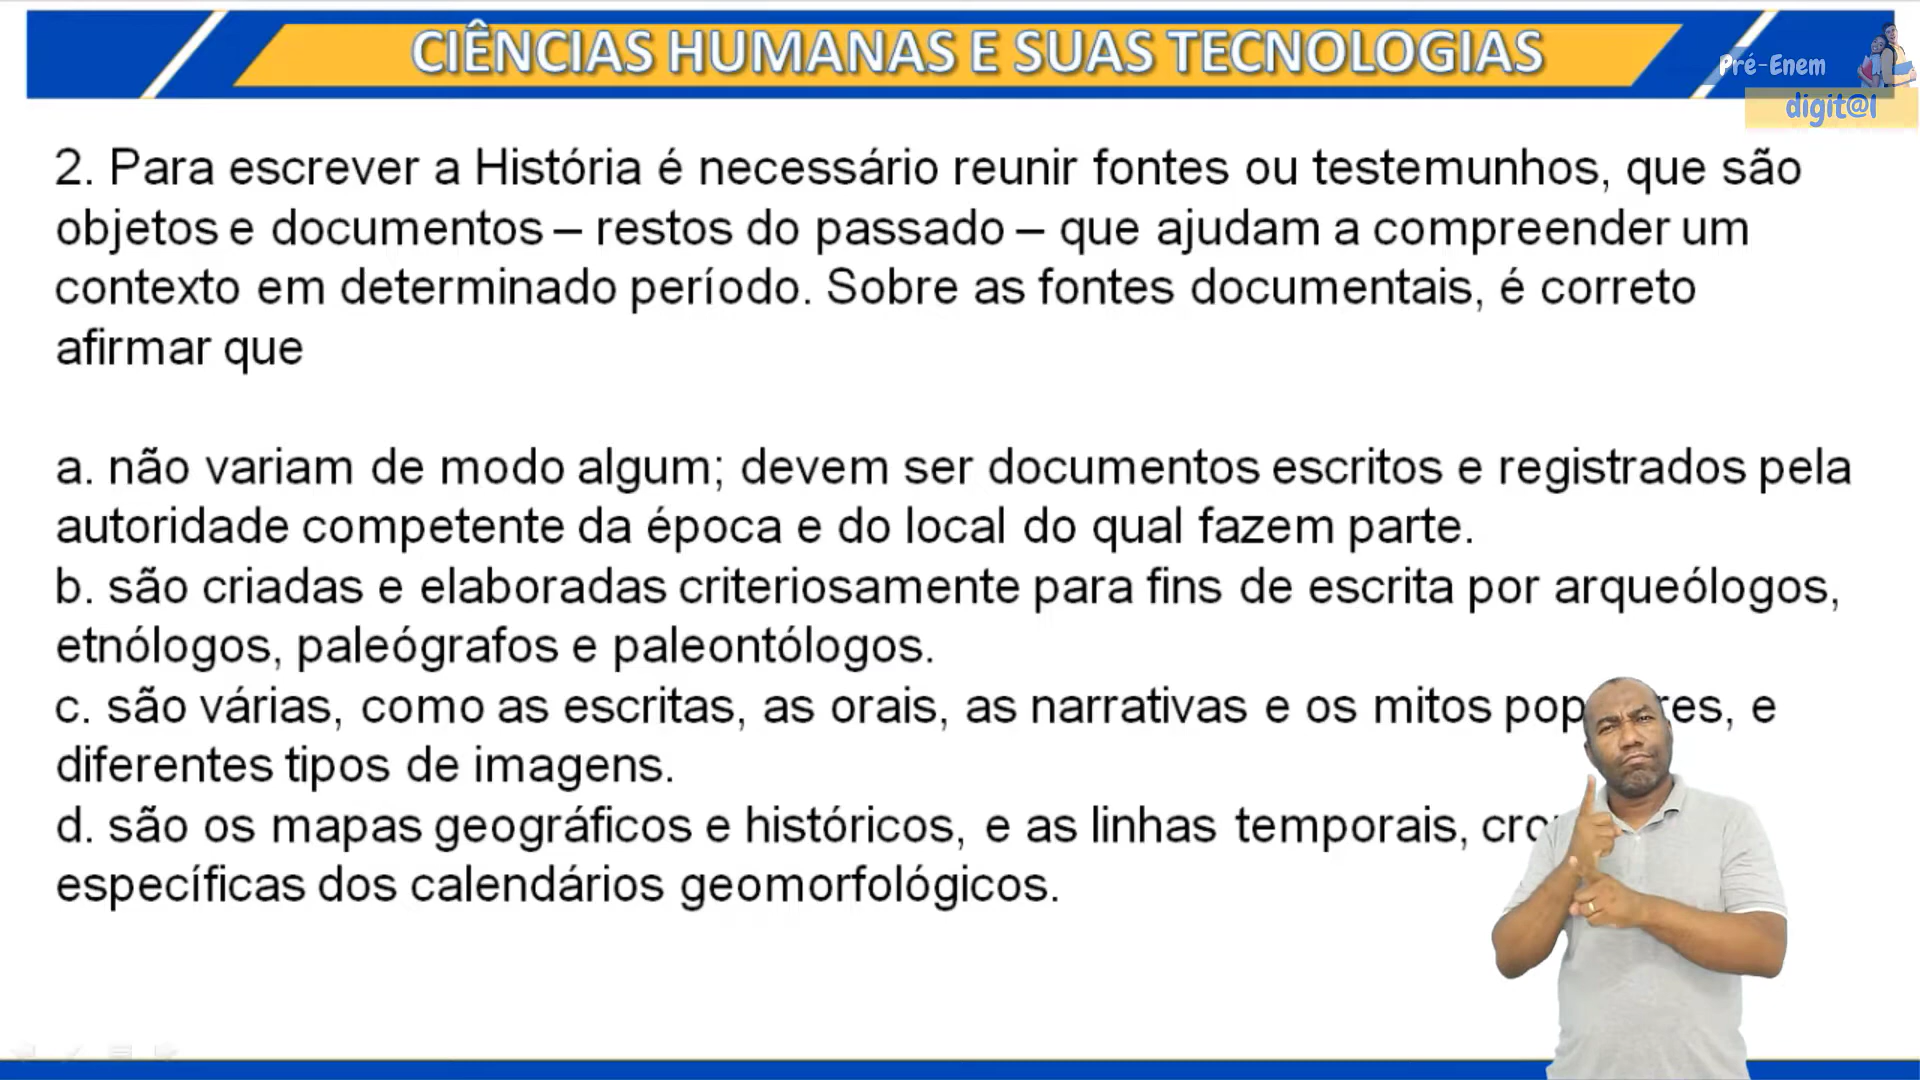 CIÊNCIAS HUMANAS E SUAS TECNOLOGIAS
Pré-Enem
digit@l
2. Para escrever a História é necessário reunir fontes ou testemunhos, que são
objetos e documentos – restos do passado – que ajudam a compreender um
contexto em determinado período. Sobre as fontes documentais, é correto
afirmar que
a. não variam de modo algum; devem ser documentos escritos e registrados pela
autoridade competente da época e do local do qual fazem parte.
b. são criadas e elaboradas criteriosamente para fins de escrita por arqueólogos,
etnólogos, paleógrafos e paleontólogos.
c. são várias, como as escritas, as orais, as narrativas e os mitos e
diferentes tipos de imagens.
d. são os mapas geográficos e históricos, e as linhas temporais,
específicas dos calendários geomorfológicos.